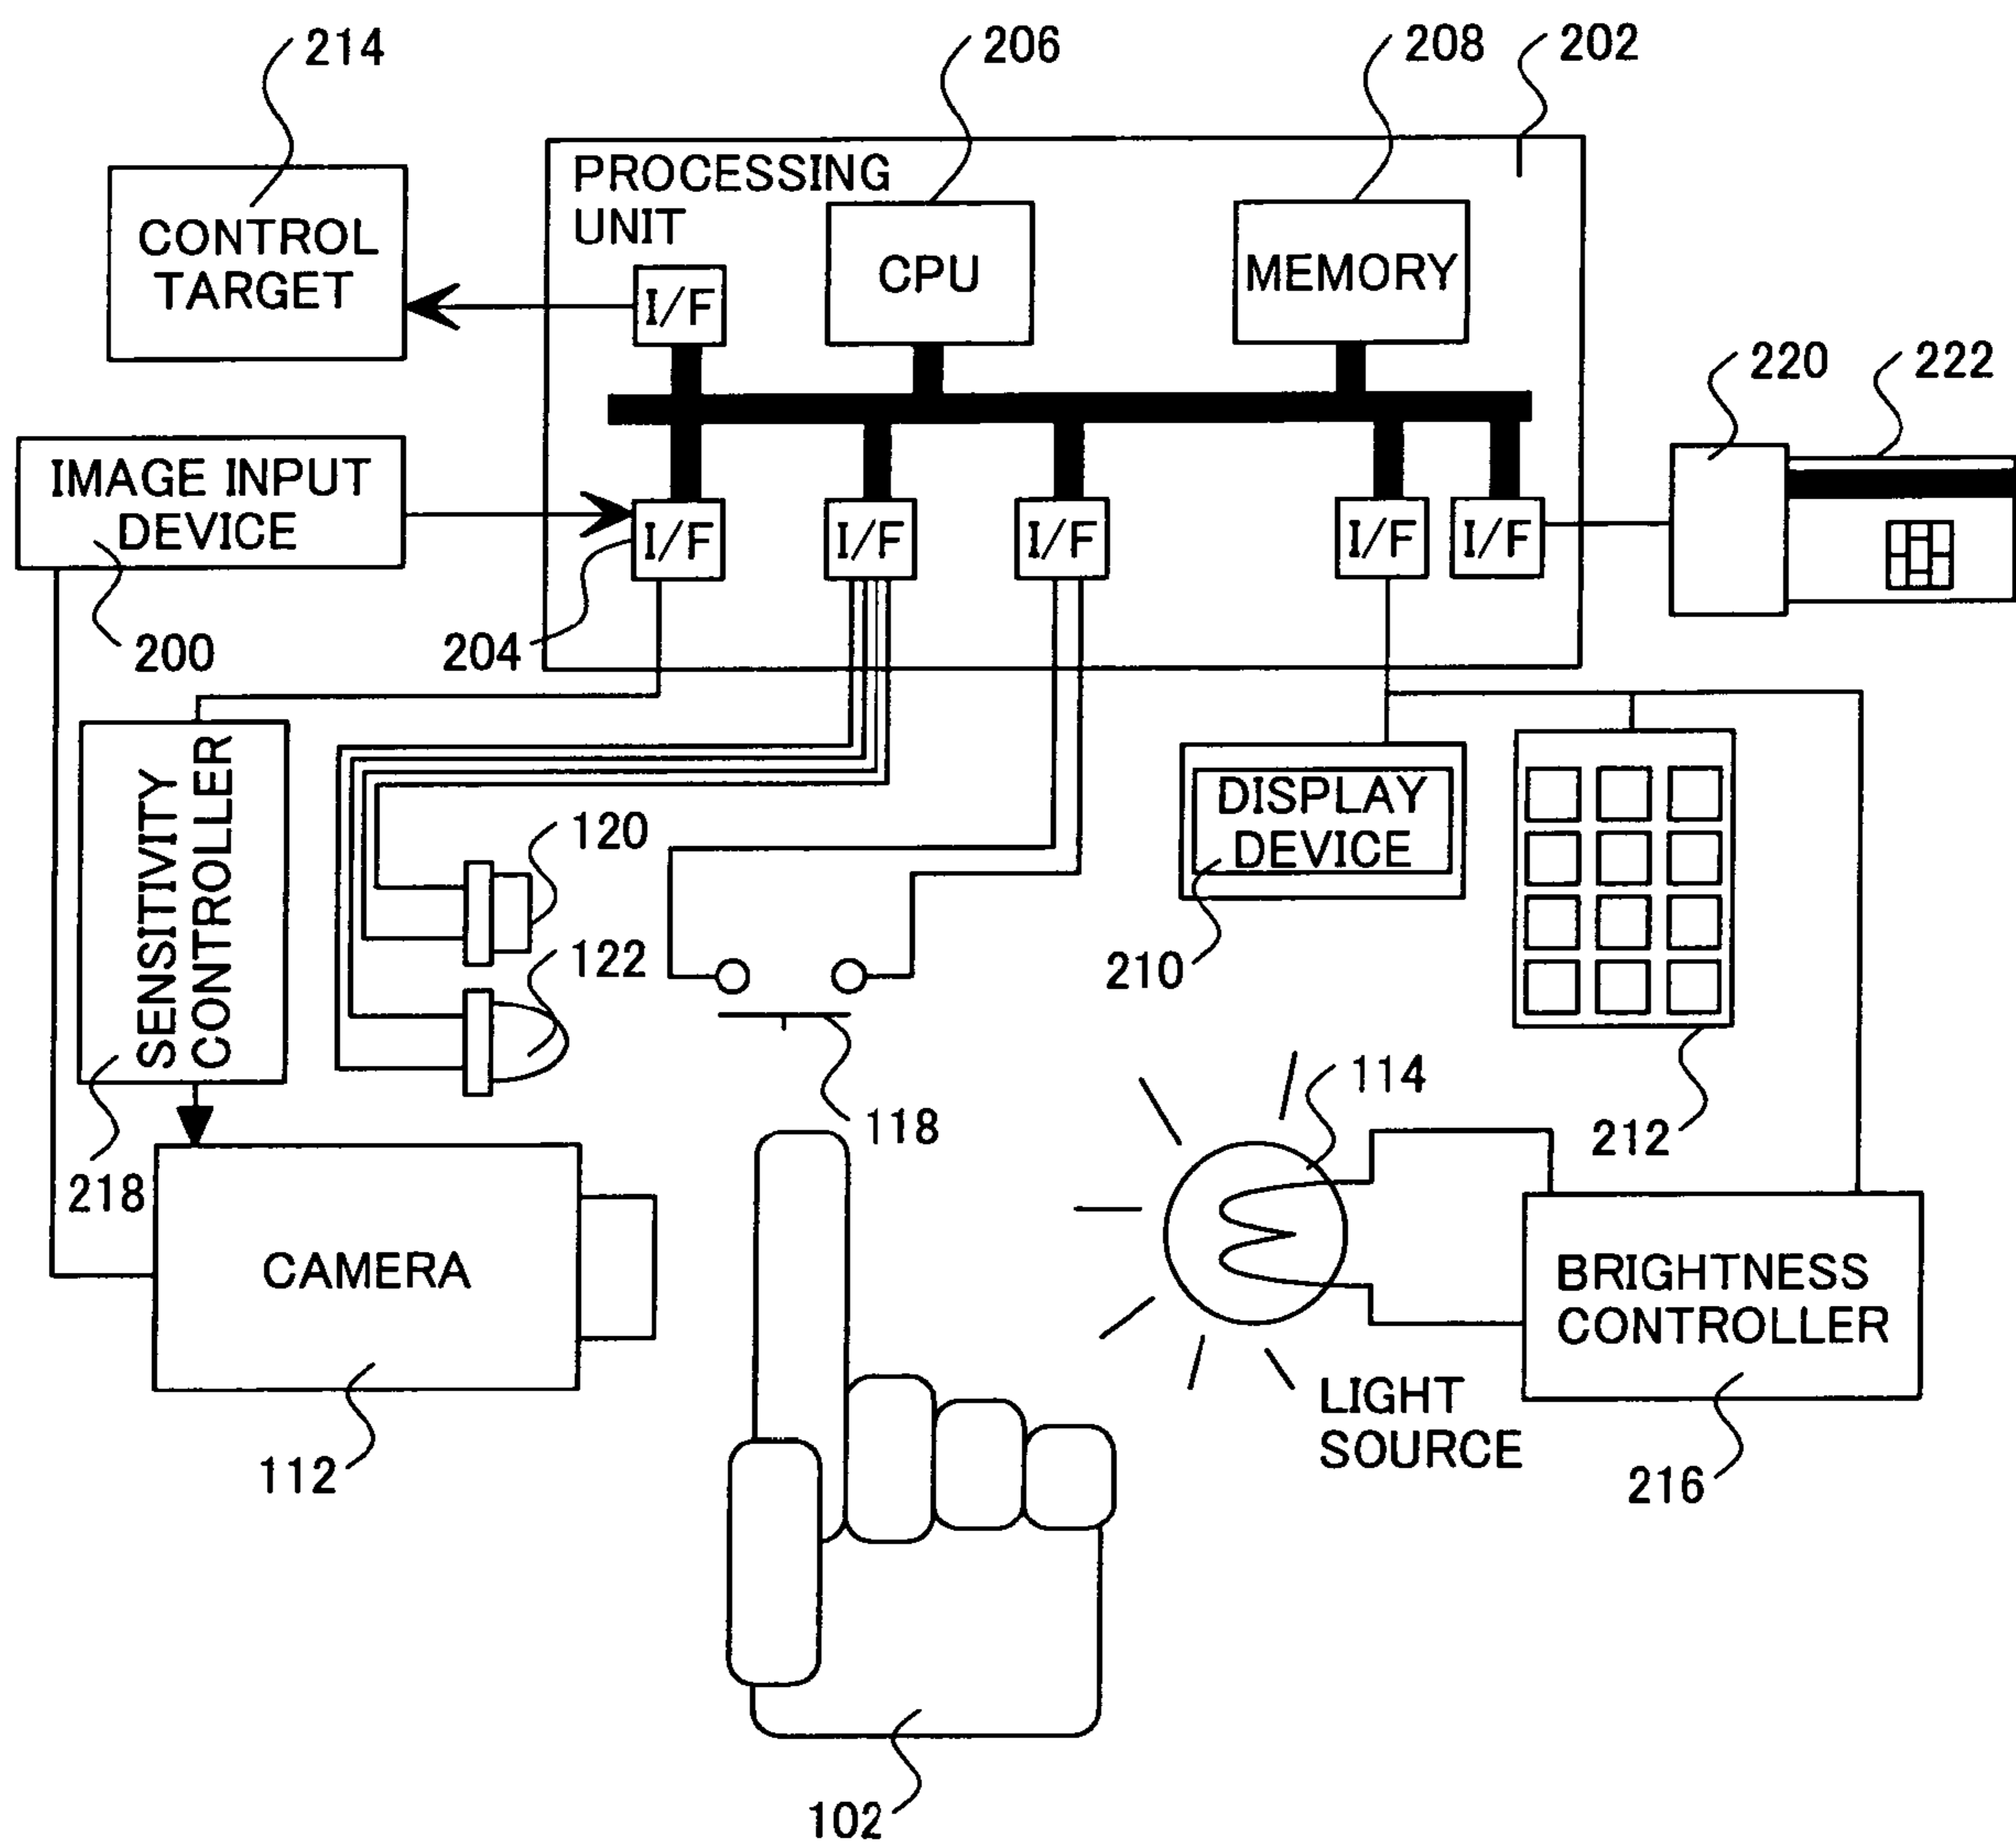 214
206
208
202
PROCESSING
UNIT
CONTROL
TARGET
CPU
MEMORY
I/F
220
222
IMAGE INPUT
DEVICE
I/F
I/F
I/F
I/F
I/F
200
204
SENSITIVITY
CONTROLLER
120
DISPLAY
DEVICE
122
210
118
114
212
218
CAMERA
BRIGHTNESS
CONTROLLER
LIGHT
SOURCE
112
216
102